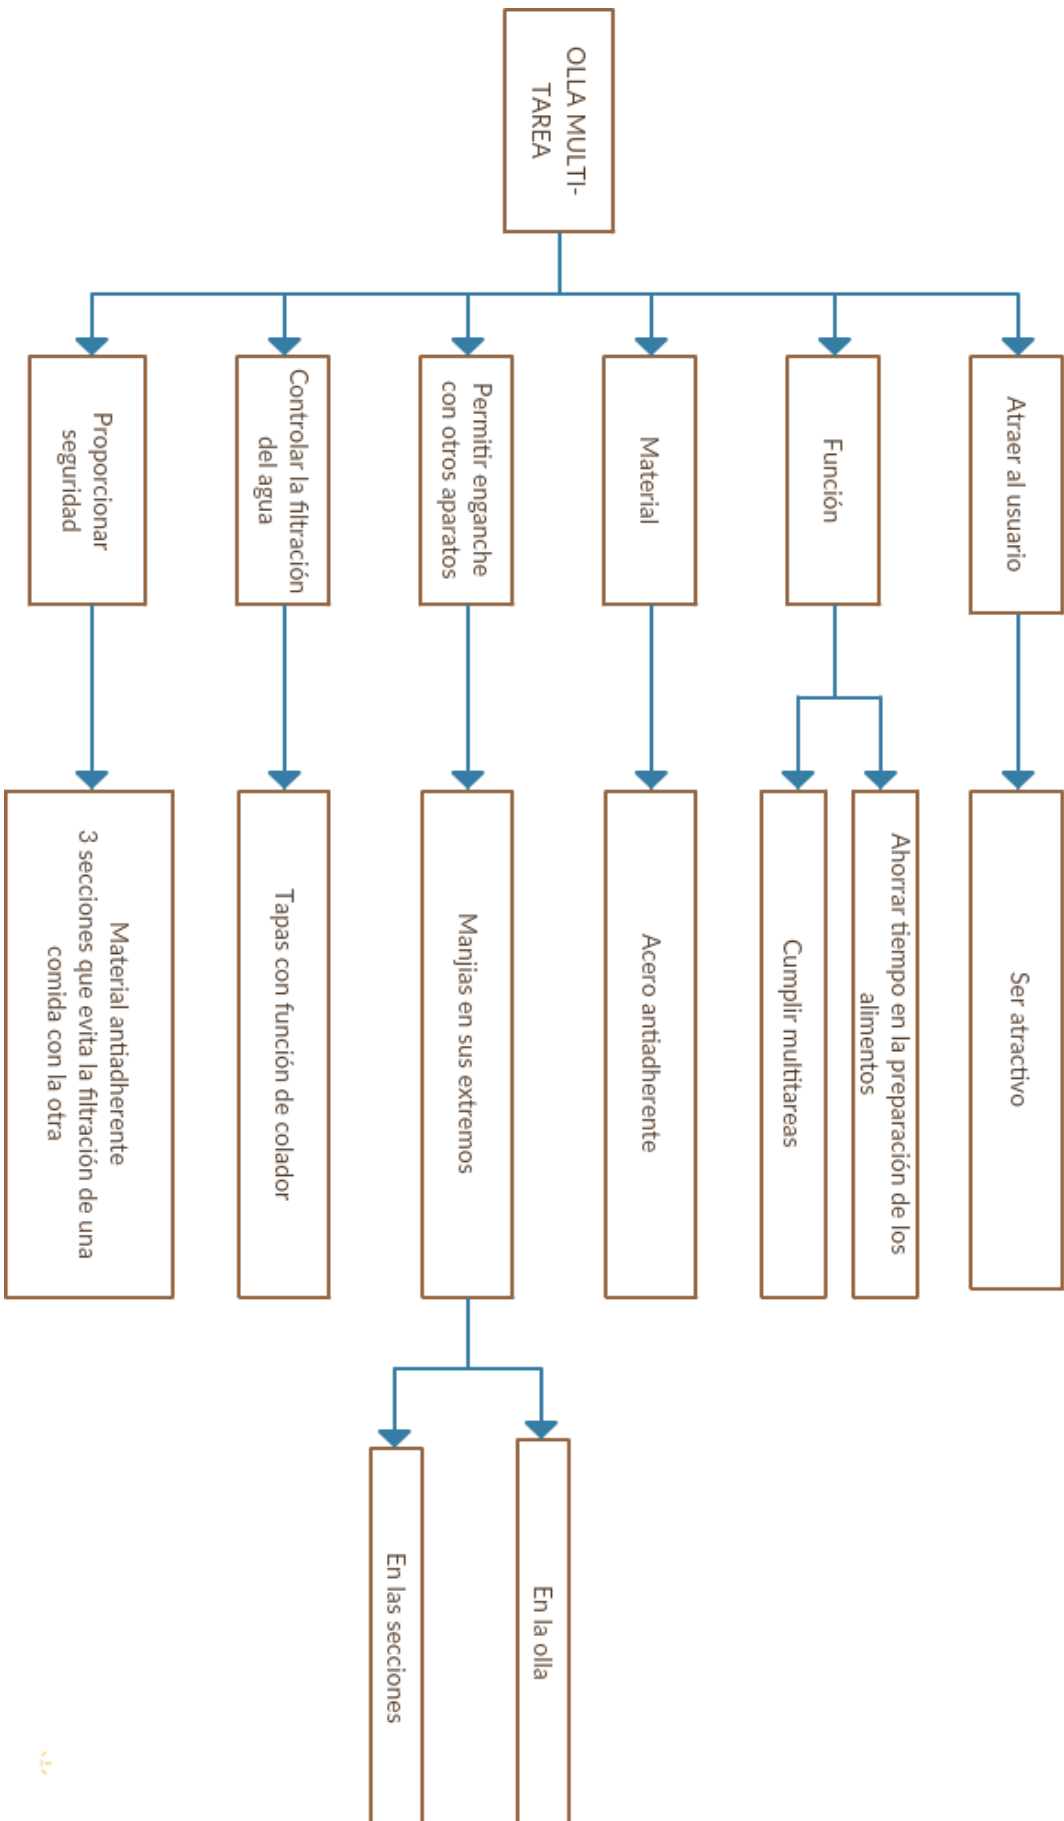 OLLA MULTI-
TAREA
Atraer al usuario
Ser atractivo
Función
Ahorrar tiempo en la preparación de los
alimentos
Cumplir multitareas
Material
Acero antiadherente
Permitir enganche
con otros aparatos
Manjias en sus extremos
En la olla
En las secciones
Controlar la filtración
del agua
Tapas con función de colador
Proporcionar
seguridad
Material antiadherente
3 secciones que evita la filtración de una
comida con la otra